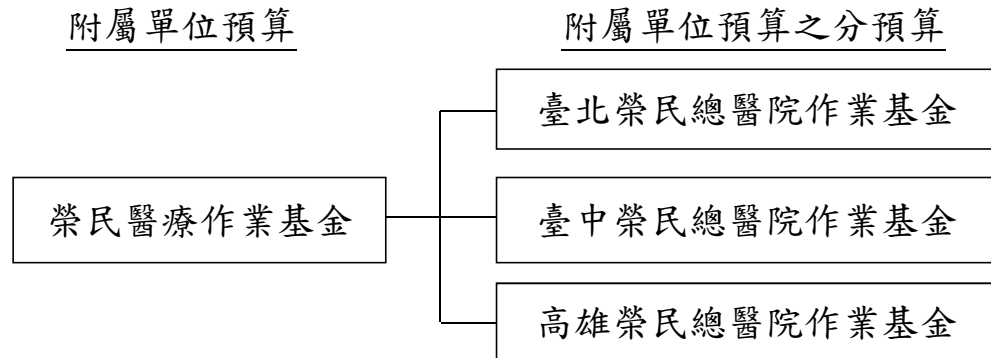 附屬單位預算
附屬單位預算之分預算
臺北榮民總醫院作業基金
榮民醫療作業基金
臺中榮民總醫院作業基金
高雄榮民總醫院作業基金